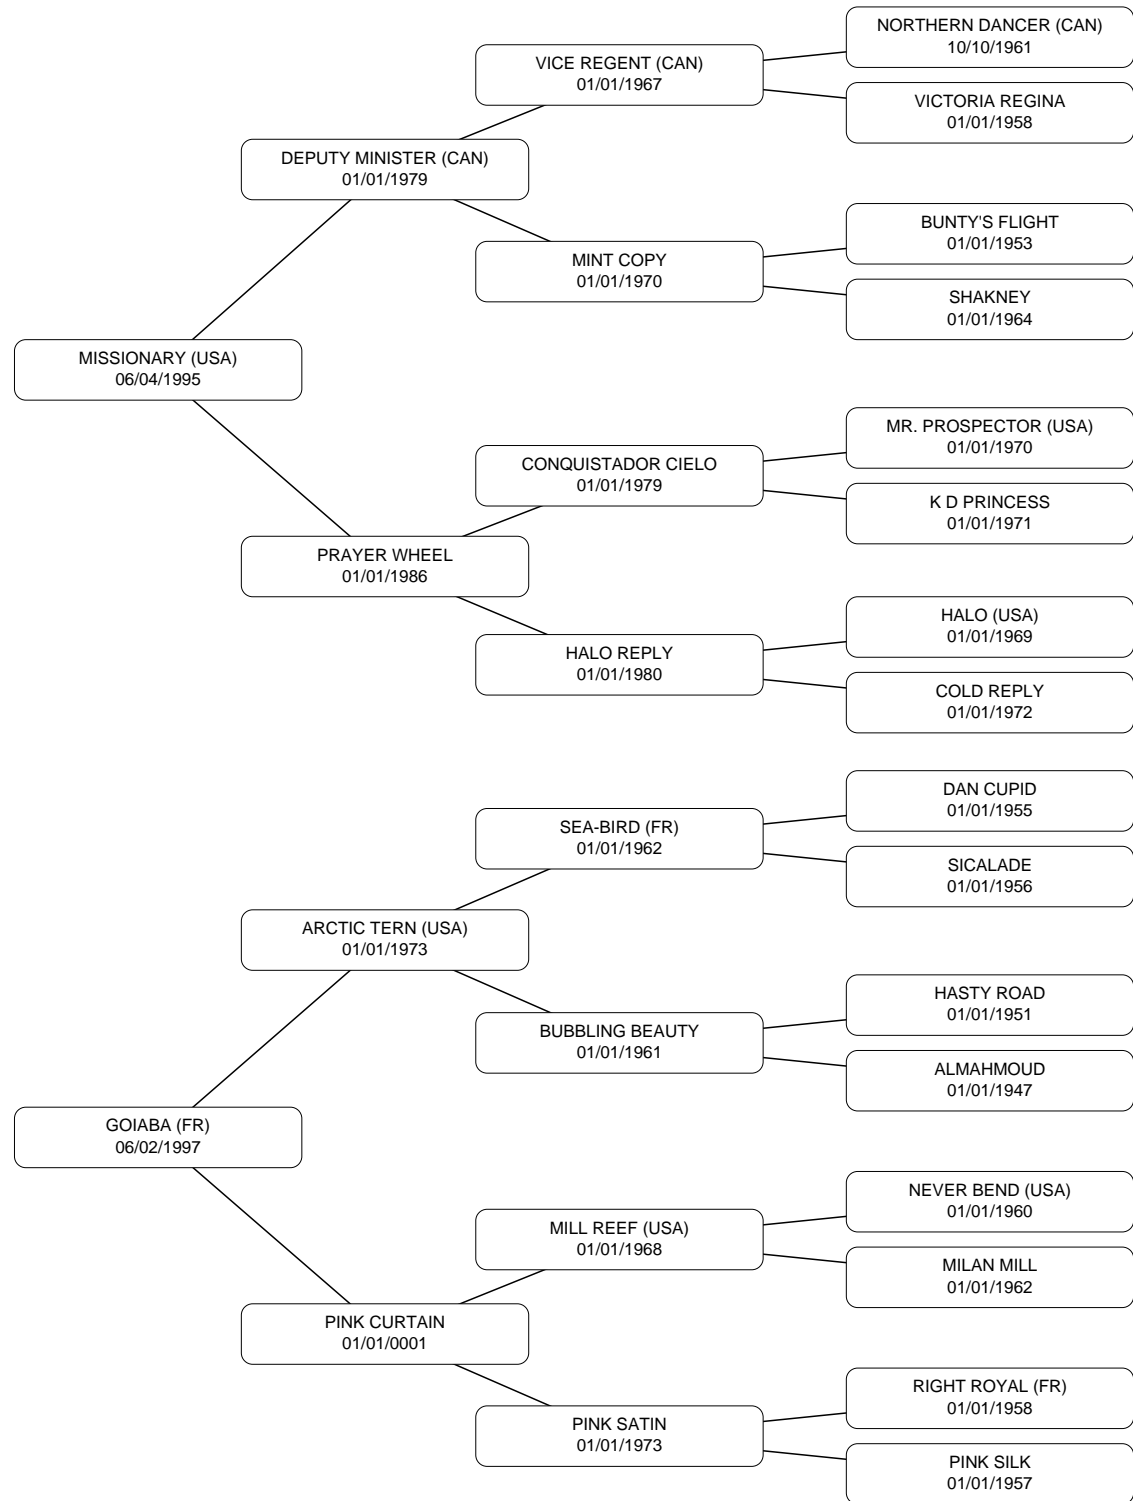 NORTHERN DANCER (CAN)
10/10/1961
VICE REGENT (CAN)
01/01/1967
VICTORIA REGINA
01/01/1958
DEPUTY MINISTER (CAN)
01/01/1979
BUNTY'S FLIGHT
01/01/1953
MINT COPY
01/01/1970
SHAKNEY
01/01/1964
MISSIONARY (USA)
06/04/1995
MR. PROSPECTOR (USA)
01/01/1970
CONQUISTADOR CIELO
01/01/1979
K D PRINCESS
01/01/1971
PRAYER WHEEL
01/01/1986
HALO (USA)
01/01/1969
HALO REPLY
01/01/1980
COLD REPLY
01/01/1972
DAN CUPID
01/01/1955
SEA-BIRD (FR)
01/01/1962
SICALADE
01/01/1956
ARCTIC TERN (USA)
01/01/1973
HASTY ROAD
01/01/1951
BUBBLING BEAUTY
01/01/1961
ALMAHMOUD
01/01/1947
GOIABA (FR)
06/02/1997
NEVER BEND (USA)
01/01/1960
MILL REEF (USA)
01/01/1968
MILAN MILL
01/01/1962
PINK CURTAIN
01/01/0001
RIGHT ROYAL (FR)
01/01/1958
PINK SATIN
01/01/1973
PINK SILK
01/01/1957